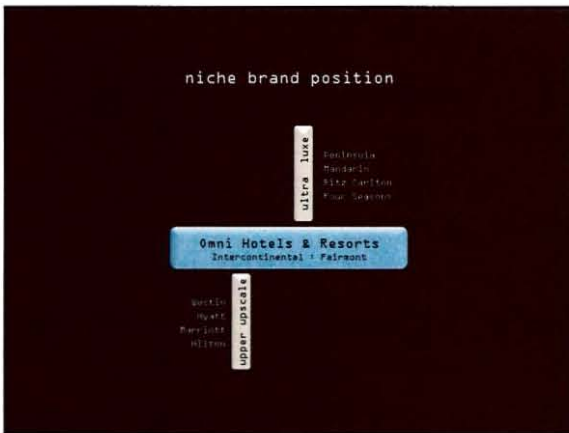 niche brand position
ultra luxe
Peninsula
Mandarin
Ritz Carlton
Four Seasons
Omni Hotels & Resorts
Intercontinental : Fairmont
upper upscale
Westin
Hyatt
Marriott
Hilton